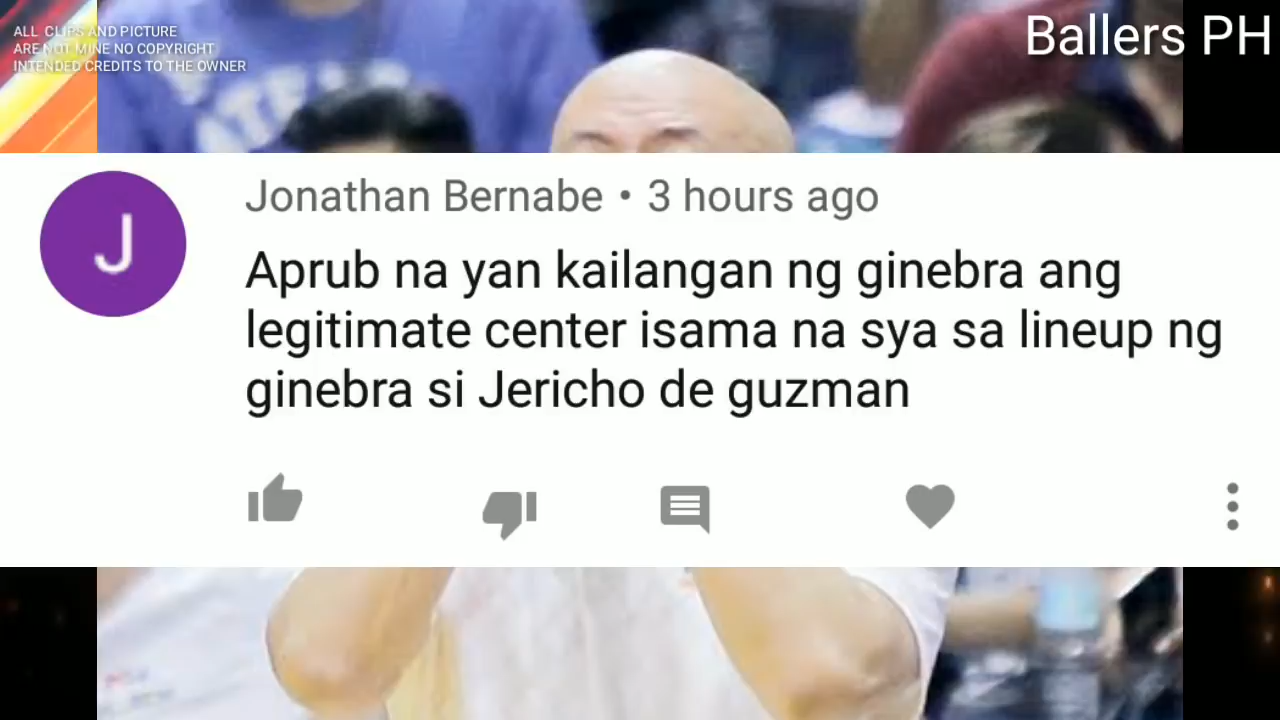 ALL CLIPS AND PICTURE
ARE NOT MINE NO COPYRIGHT
INTENDED CREDITS TO THE OWNER
Ballers PH
Jonathan Bernabe • 3 hours ago
J
Aprub na yan kailangan ng ginebra ang
legitimate center isama na sya sa lineup ng
ginebra si Jericho de guzman